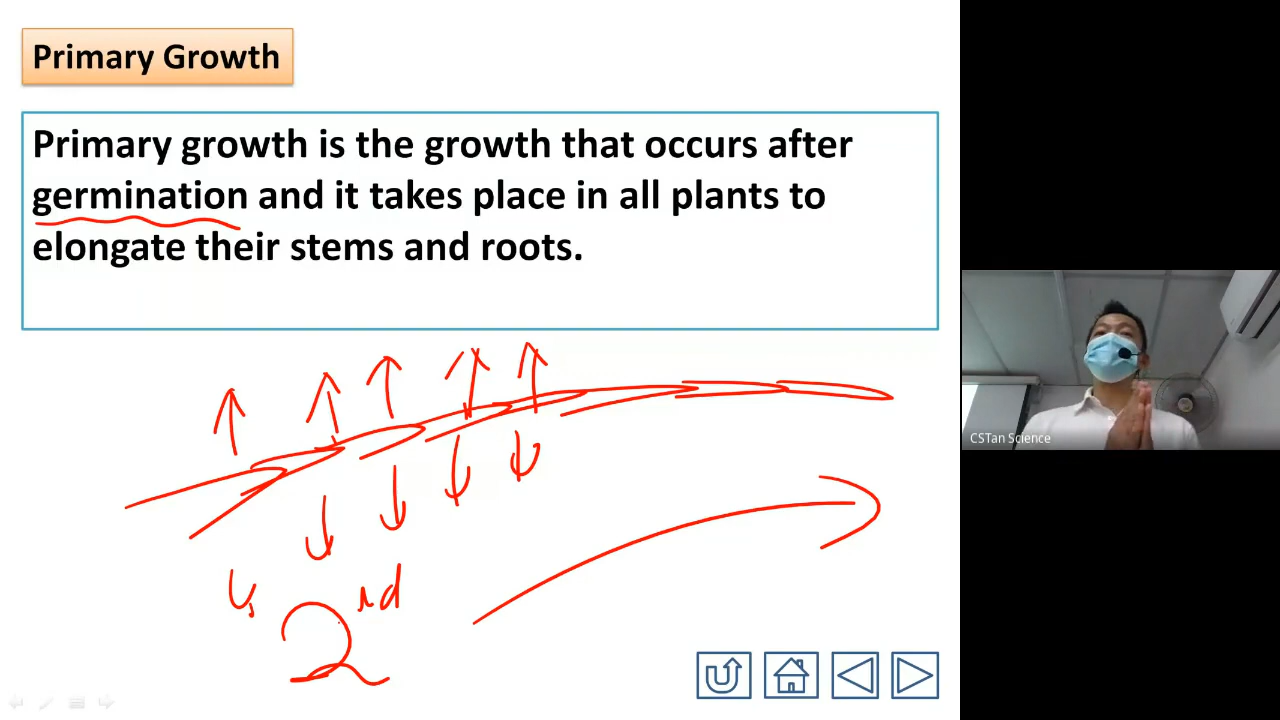 Primary Growth
Primary growth is the growth that occurs after
germination and it takes place in all plants to
elongate their stems and roots.
2rd
CSTan Science